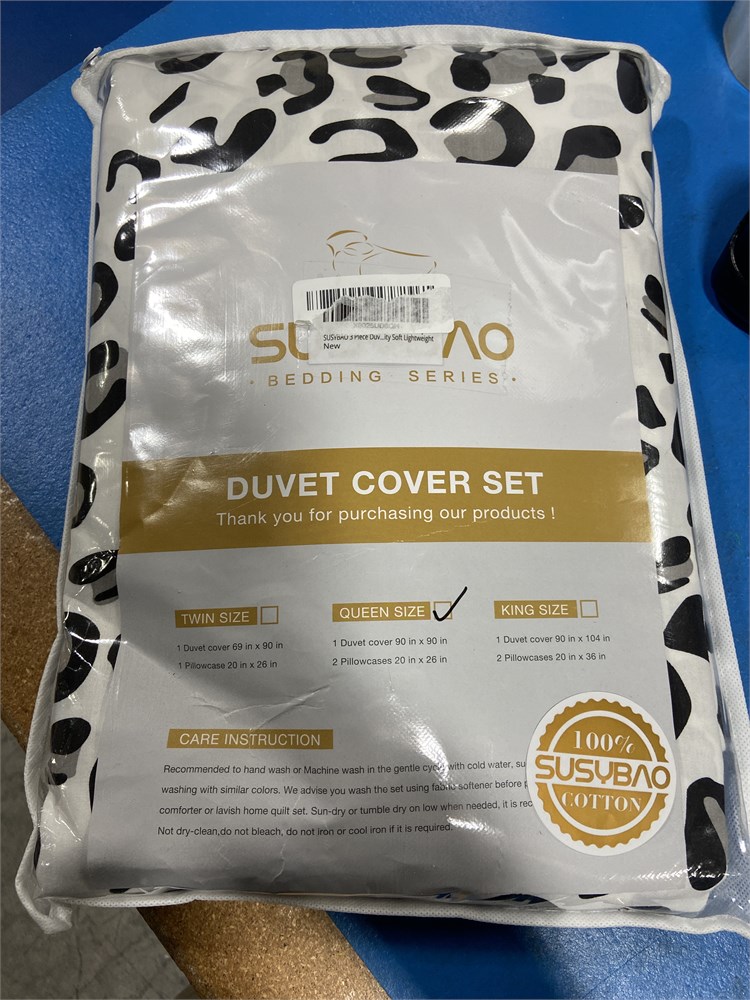 SUSYBAO 3 Piece Duv...ity Soft Lightweight
New
SU BAO
· BEDDING SERIES ·
DUVET COVER SET
Thank you for purchasing our products !
TWIN SIZE
1 Duvet cover 69 in x 90 in
1 Pillowcase 20 in x 26 in
QUEEN SIZE
1 Duvet cover 90 in x 90 in
2 Pillowcases 20 in x 26 in
KING SIZE
1 Duvet cover 90 in x 104 in
2 Pillowcases 20 in x 36 in
CARE INSTRUCTION
Recommended to hand wash or Machine wash in the gentle cycle with cold water, su
washing with similar colors. We advise you wash the set using fabric softener before
comforter or lavish home quilt set. Sun-dry or tumble dry on low when needed, it is rec
Not dry-clean,do not bleach, do not iron or cool iron if it is required.
100%
SUSYBAO
COTTON